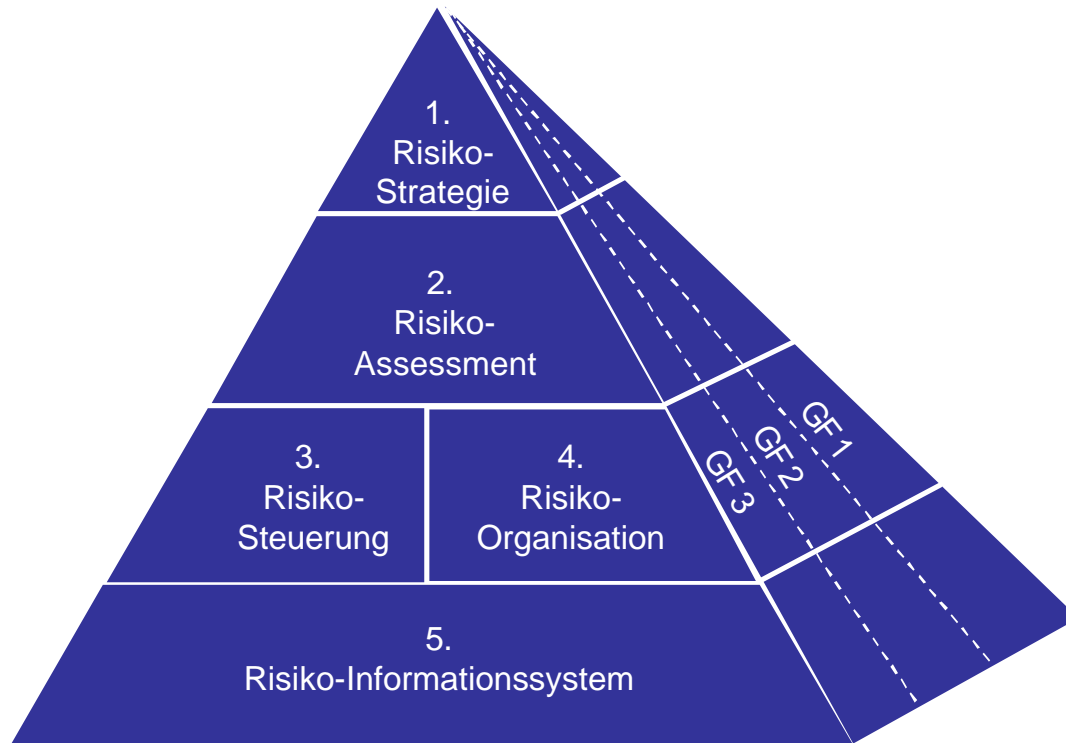 1.
Risiko-
Strategie
2.
Risiko-
Assessment
3.
Risiko-
Steuerung
4.
Risiko-
Organisation
5.
Risiko-Informationssystem
GF 1
GF 2
GF 3